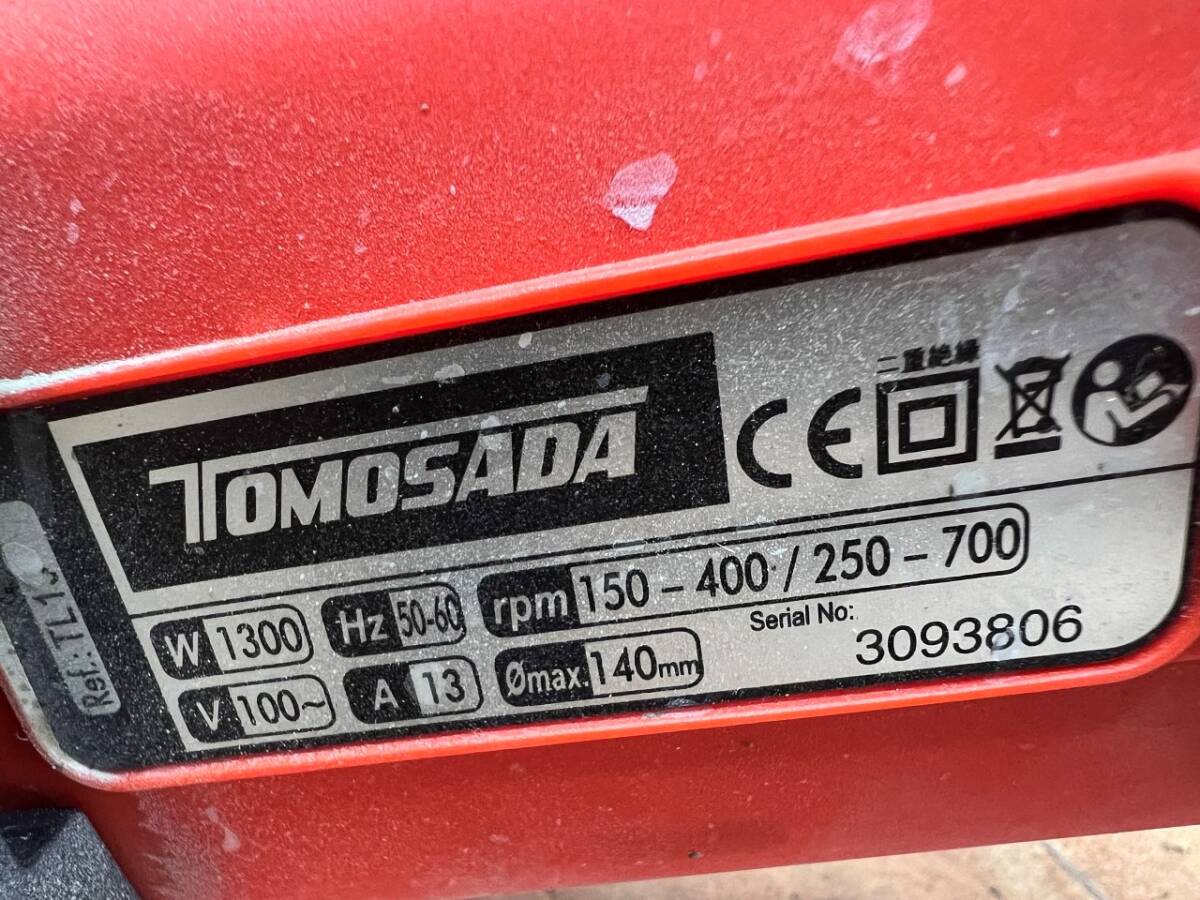 TOMOSADA
CE
二重絶縁
W 1300 Hz 50-60 rpm 150 - 400 / 250 - 700
V 100~ A 13 Ømax. 140mm
Serial No: 3093806